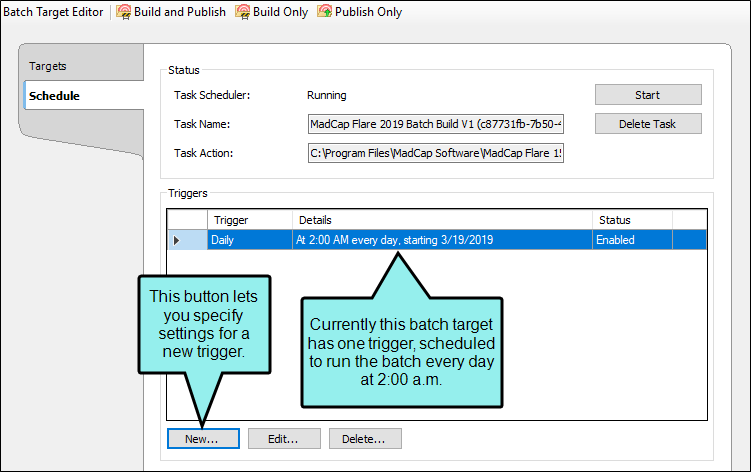 Batch Target Editor Build and Publish Build Only Publish Only
Targets
Schedule
Status
Task Scheduler: Running Start
Task Name: MadCap Flare 2019 Batch Build V1 (c87731fb-7b50- Delete Task
Task Action: C:\Program Files\MadCap Software\MadCap Flare 15
Triggers
Trigger Details Status
Daily At 2:00 AM every day, starting 3/19/2019 Enabled
This button lets
you specify
settings for a
new trigger.
Currently this batch target
has one trigger, scheduled
to run the batch every day
at 2:00 a.m.
New... Edit... Delete...